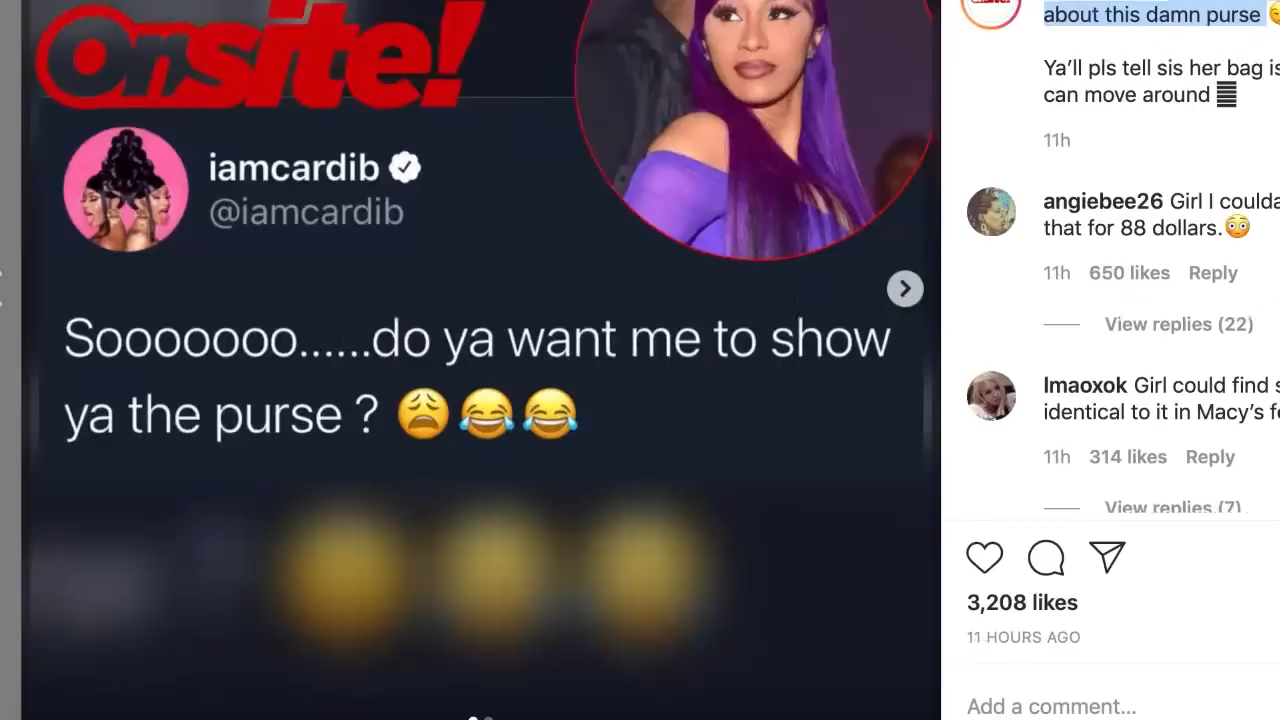 Onsite!
iamcardib
@iamcardib
Sooooooo......do ya want me to show
ya the purse ? 😩😂😂
about this damn purse
Ya’ll pls tell sis her bag is
can move around
11h
angiebee26 Girl I coulda
that for 88 dollars.😳
11h 650 likes Reply
View replies (22)
lmaoxok Girl could find s
identical to it in Macy’s f
11h 314 likes Reply
View replies (7)
3,208 likes
11 HOURS AGO
Add a comment...